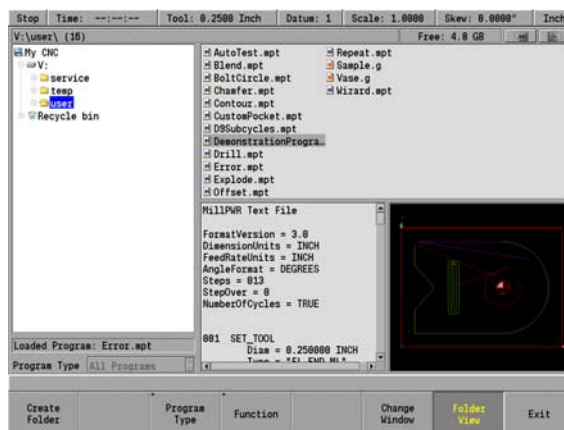 Stop Time: --:--:-- Tool: 0.2500 Inch Datum: 1 Scale: 1.0000 Skew: 0.0000° Inch
V:\user\ (16) Free: 4.0 GB
My CNC
V:
service
temp
user
Recycle bin
AutoTest.mpt
Blend.mpt
BoltCircle.mpt
Chamfer.mpt
Contour.mpt
CustomPocket.mpt
D9Subcycles.mpt
DemonstrationProgra…
Drill.mpt
Error.mpt
Explode.mpt
Offset.mpt
Repeat.mpt
Sample.g
Vase.g
Wizard.mpt
MillPWR Text File
FormatVersion = 3.0
DimensionUnits = INCH
FeedRateUnits = INCH
AngleFormat = DEGREES
Steps = 013
StepOver = 0
NumberOfCycles = TRUE
001 SET_TOOL
Diam = 0.250000 INCH
Loaded Program: Error.mpt
Program Type All Programs
Create Folder
Program Type
Function
Change Window
Folder View
Exit